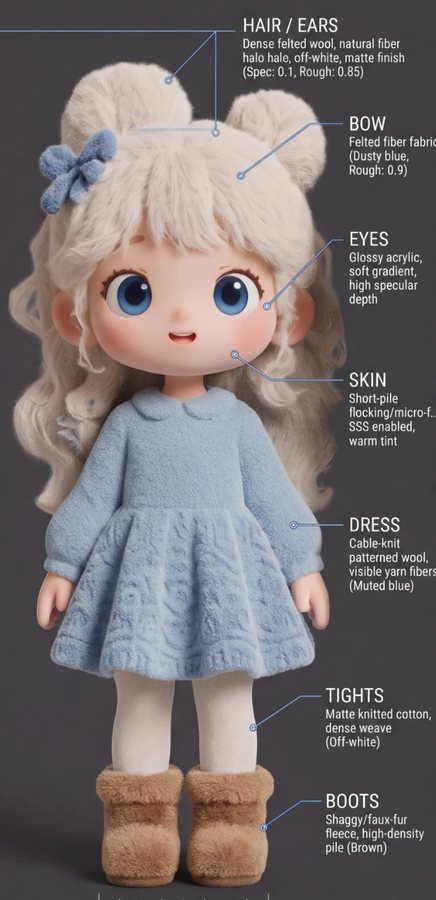 HAIR / EARS
Dense felted wool, natural fiber
halo hale, off-white, matte finish
(Spec: 0.1, Rough: 0.85)
BOW
Felted fiber fabric
(Dusty blue,
Rough: 0.9)
EYES
Glossy acrylic,
soft gradient,
high specular
depth
SKIN
Short-pile
flocking/micro-f...
SSS enabled,
warm tint
DRESS
Cable-knit
patterned wool,
visible yarn fibers
(Muted blue)
TIGHTS
Matte knitted cotton,
dense weave
(Off-white)
BOOTS
Shaggy/faux-fur
fleece, high-density
pile (Brown)